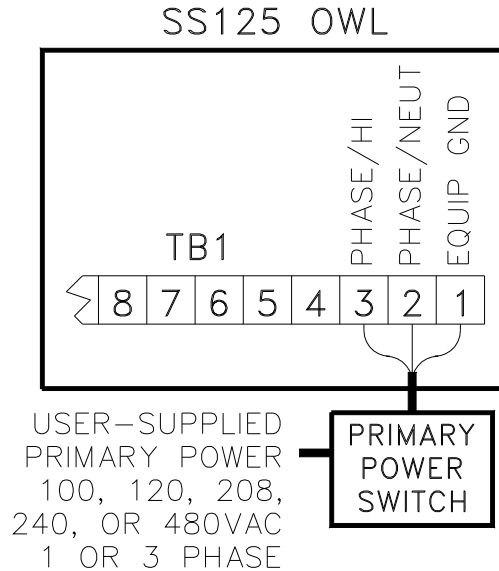 SS125 OWL
PHASE/HI
PHASE/NEUT
EQUIP GND
TB1
8 7 6 5 4 3 2 1
USER-SUPPLIED
PRIMARY POWER
100, 120, 208,
240, OR 480VAC
1 OR 3 PHASE
PRIMARY
POWER
SWITCH